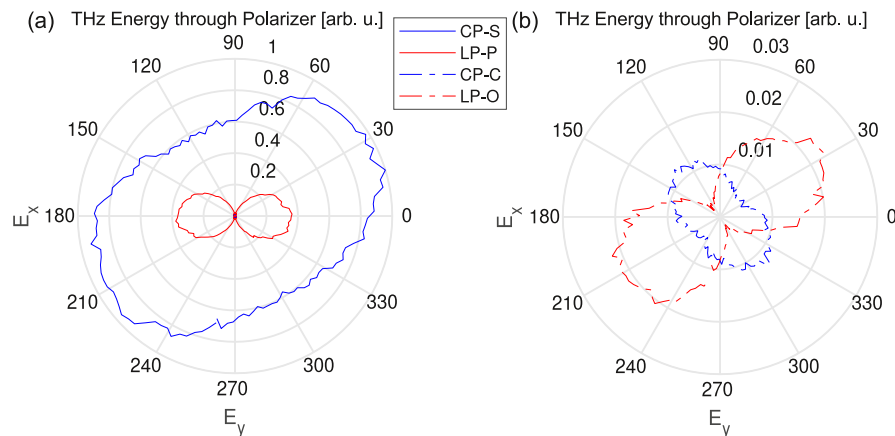 (a)
THz Energy through Polarizer [arb. u.]
90
1
120
60
0.8
0.6
150
30
0.4
0.2
E_x
180
0
210
330
240
300
270
E_y
CP-S
LP-P
CP-C
LP-O
(b)
THz Energy through Polarizer [arb. u.]
90
0.03
120
60
0.02
150
30
0.01
E_x
180
0
210
330
240
300
270
E_y